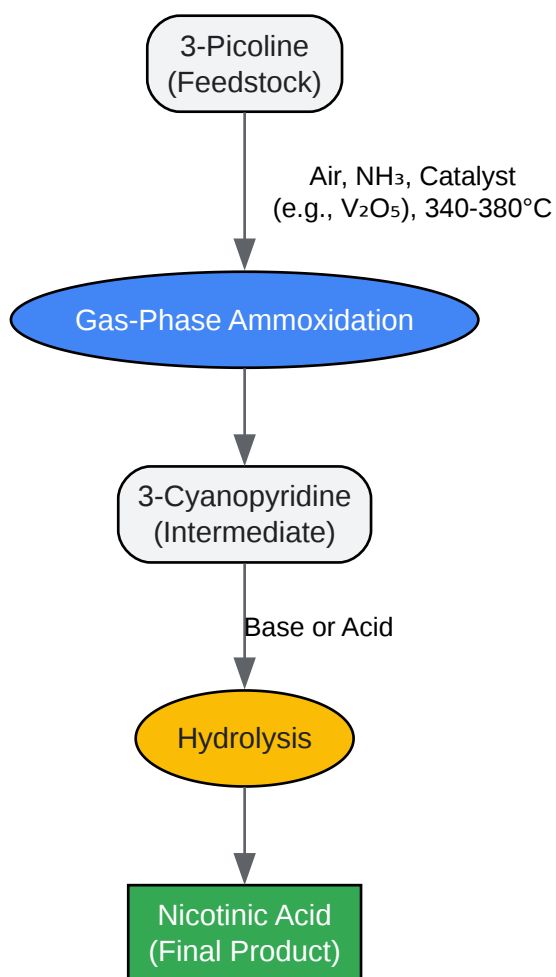 3-Picoline
(Feedstock)
Air, NH₃, Catalyst
(e.g., V₂O₅), 340-380°C
Gas-Phase Ammoxidation
3-Cyanopyridine
(Intermediate)
Base or Acid
Hydrolysis
Nicotinic Acid
(Final Product)